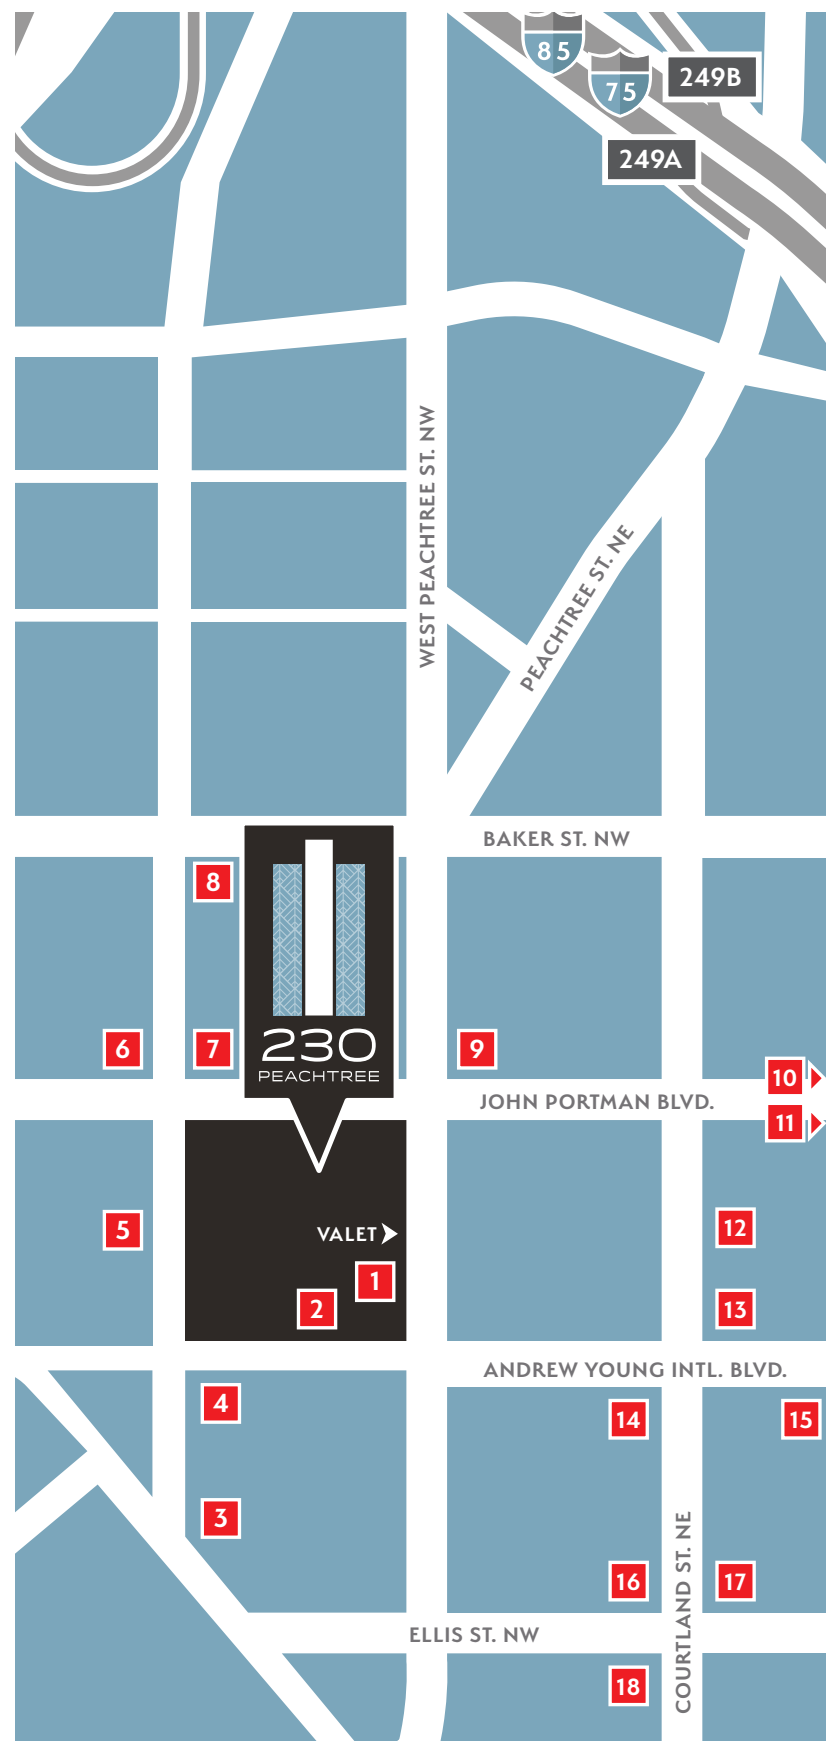 85
75
249B
249A
WEST PEACHTREE ST. NW
PEACHTREE ST. NE
BAKER ST. NW
8
230
PEACHTREE
6
7
9
10
JOHN PORTMAN BLVD.
11
5
12
VALET
1
2
13
ANDREW YOUNG INTL. BLVD.
4
14
15
3
COURTLAND ST. NE
16
17
ELLIS ST. NW
18